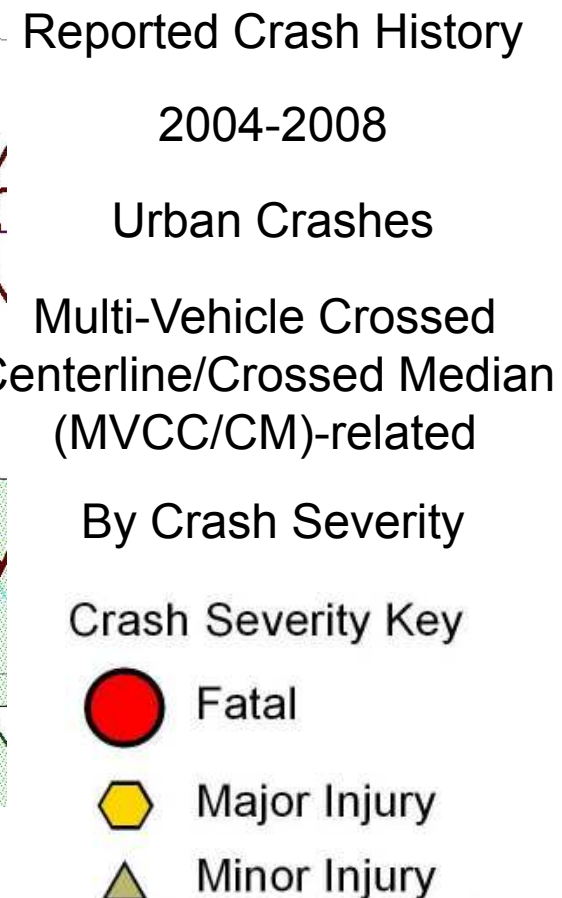 Reported Crash History
2004-2008
Urban Crashes
Multi-Vehicle Crossed
Centerline/Crossed Median
(MVCC/CM)-related
By Crash Severity
Crash Severity Key
Fatal
Major Injury
Minor Injury